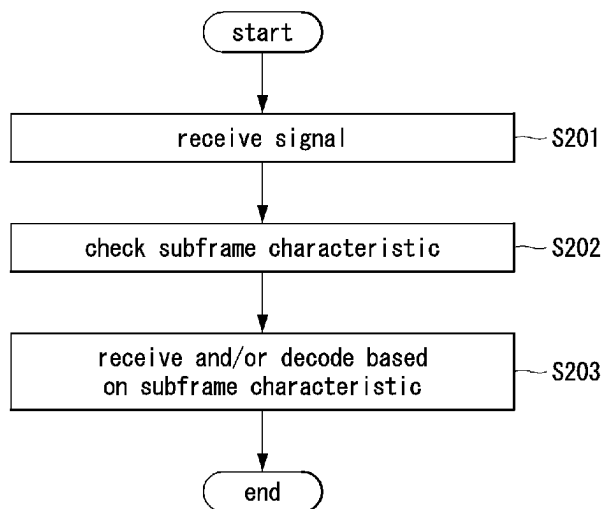 start
receive signal
S201
check subframe characteristic
S202
receive and/or decode based
on subframe characteristic
S203
end